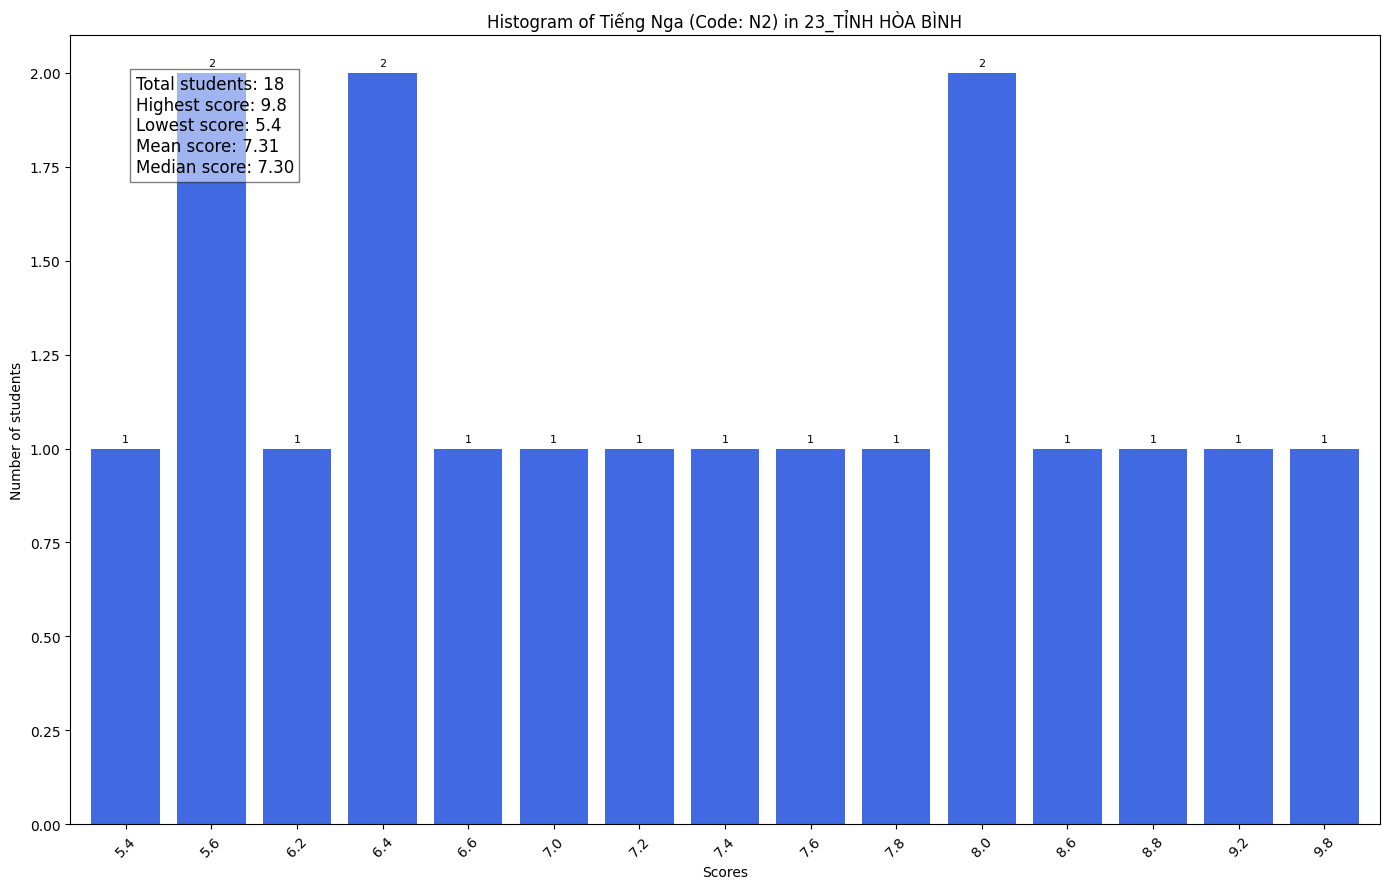 Histogram of Tiếng Nga (Code: N2) in 23_TỈNH HÒA BÌNH
Total students: 18
Highest score: 9.8
Lowest score: 5.4
Mean score: 7.31
Median score: 7.30
2 2 2
1 1 1 1 1 1 1 1 1 1 1 1
Number of students
2.00
1.75
1.50
1.25
1.00
0.75
0.50
0.25
0.00
5.4 5.6 6.2 6.4 6.6 7.0 7.2 7.4 7.6 7.8 8.0 8.6 8.8 9.2 9.8
Scores